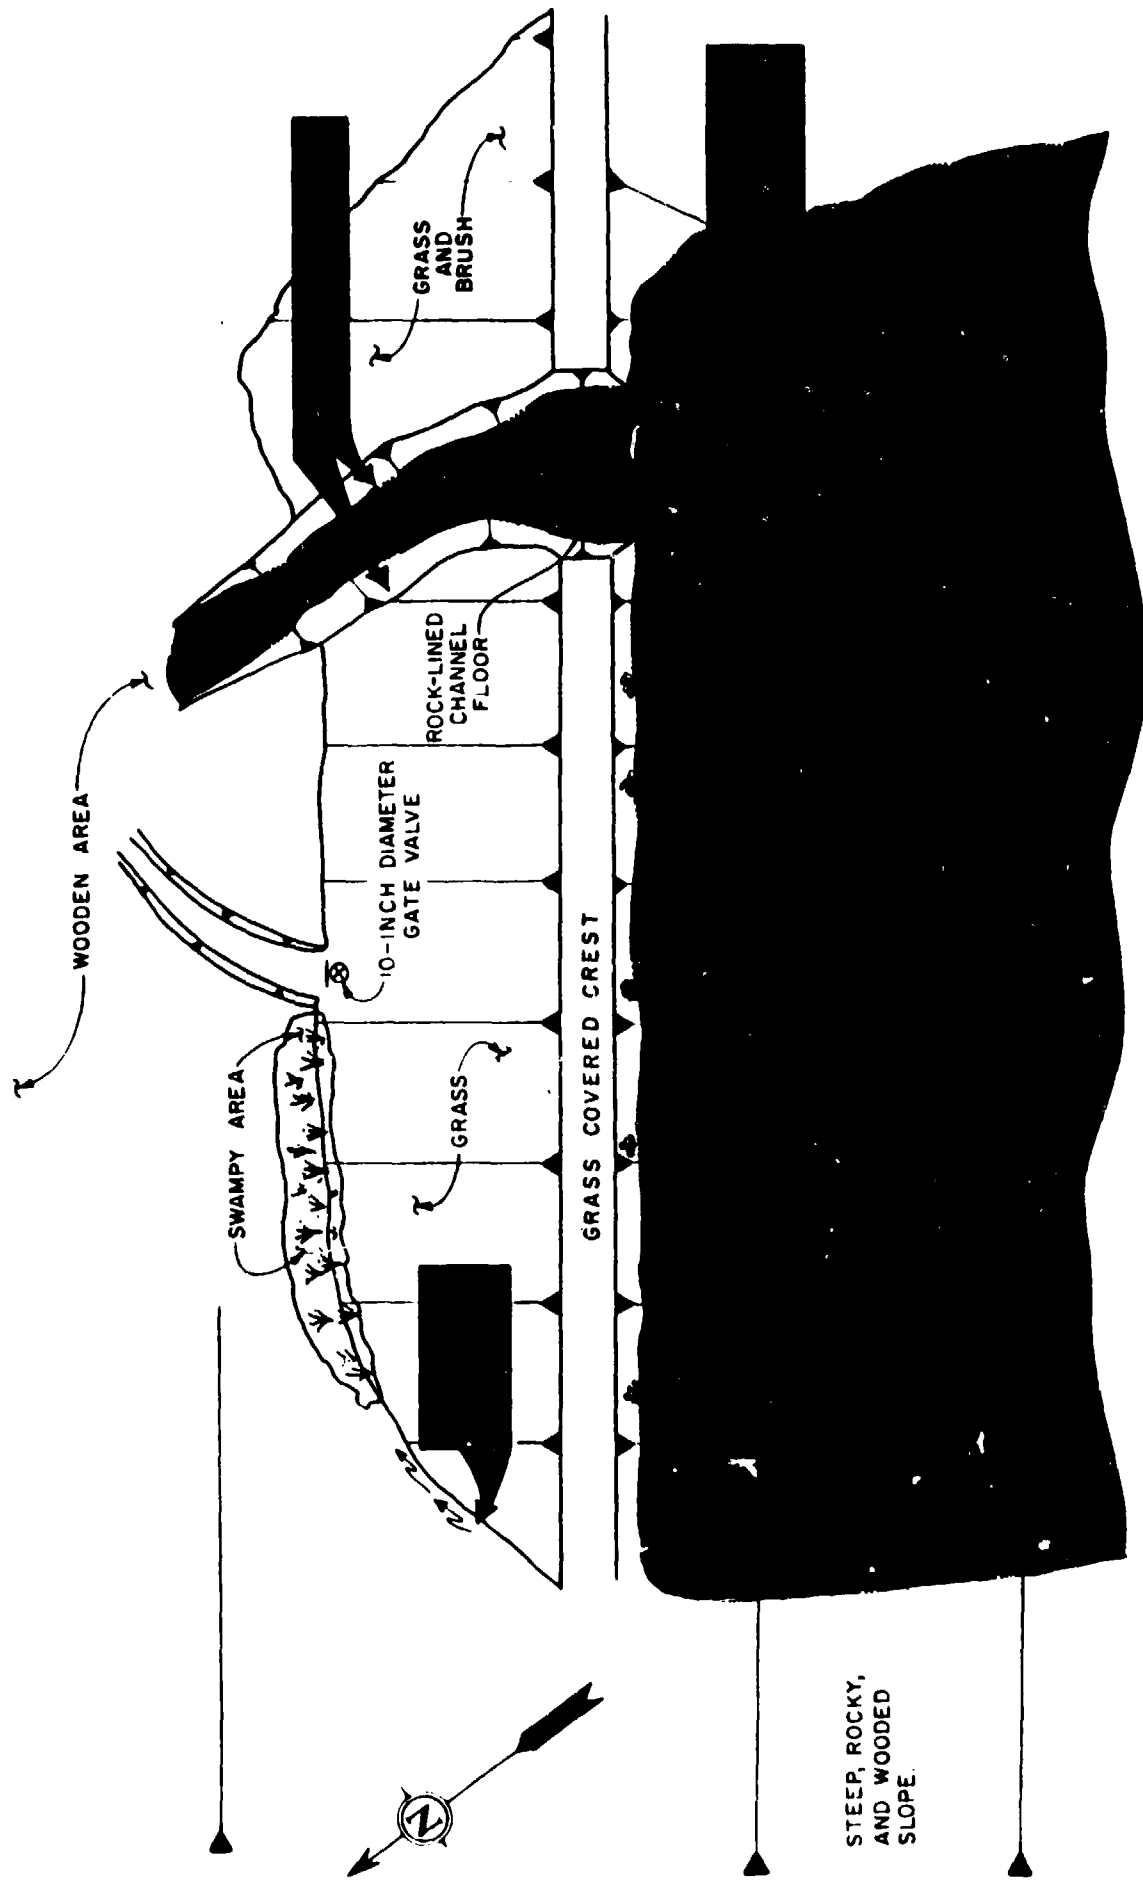 WOODEN AREA
SWAMPY AREA
10-INCH DIAMETER
GATE VALVE
GRASS
AND
BRUSH
ROCK-LINED
CHANNEL
FLOOR
GRASS
GRASS COVERED CREST
STEEP, ROCKY,
AND WOODED
SLOPE.
N